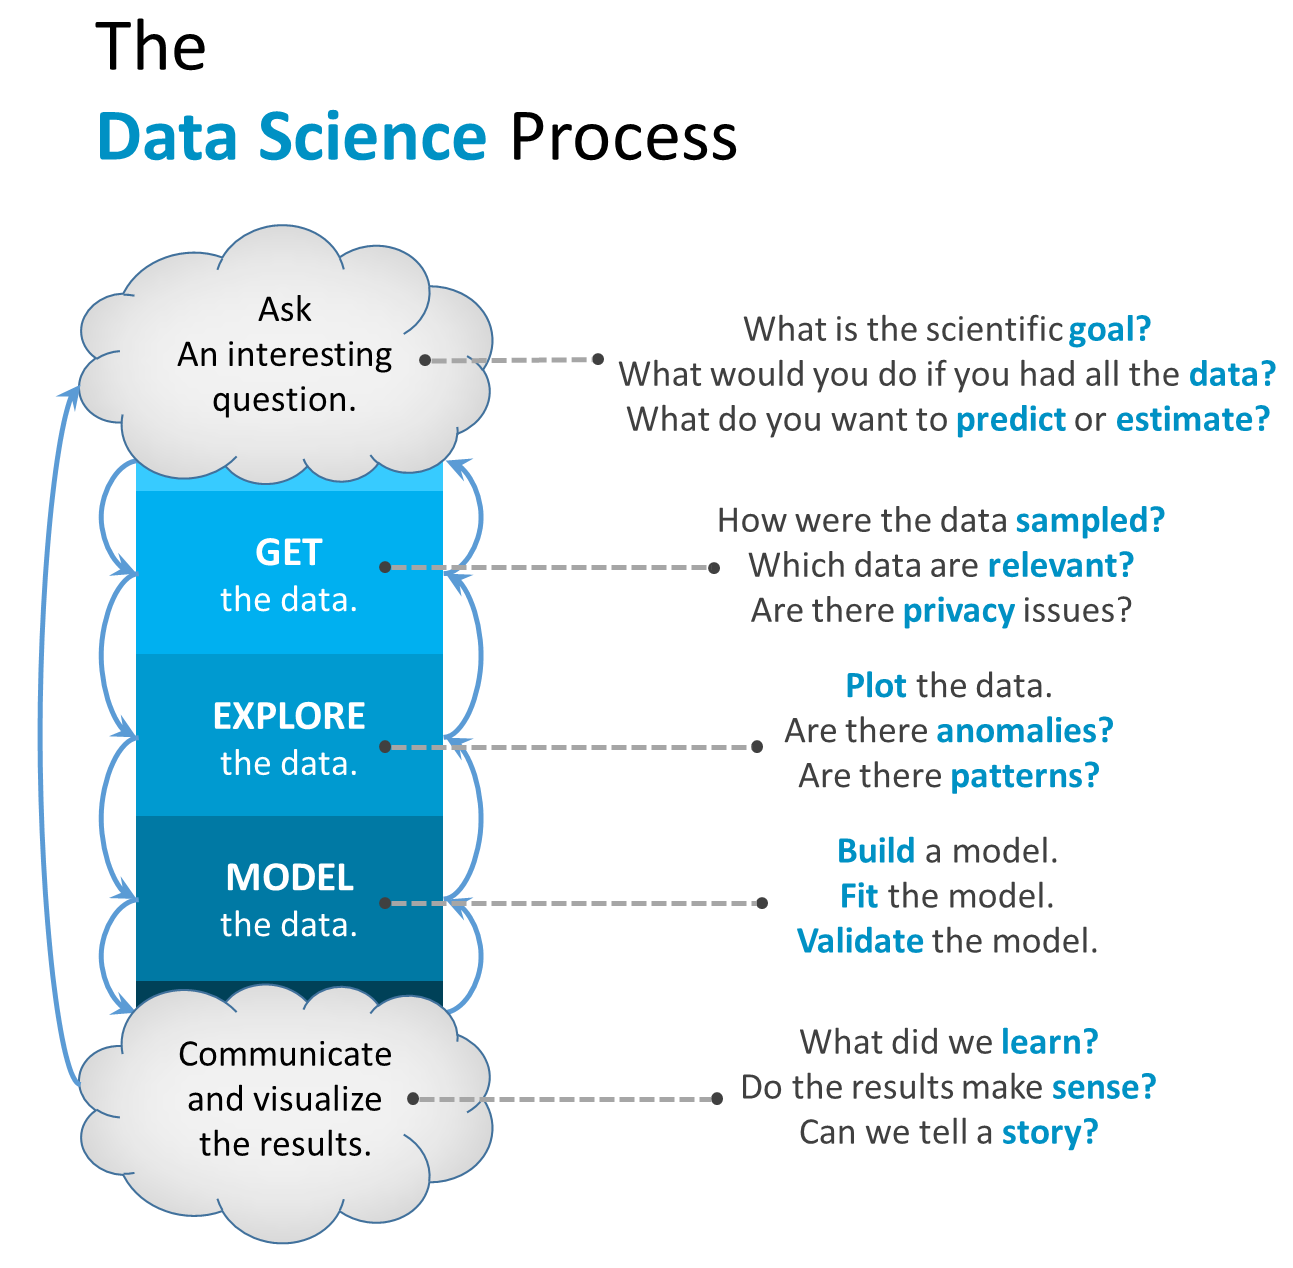 The
Data Science Process
Ask
An interesting
question.
What is the scientific goal?
What would you do if you had all the data?
What do you want to predict or estimate?
GET
the data.
How were the data sampled?
Which data are relevant?
Are there privacy issues?
EXPLORE
the data.
Plot the data.
Are there anomalies?
Are there patterns?
MODEL
the data.
Build a model.
Fit the model.
Validate the model.
Communicate
and visualize
the results.
What did we learn?
Do the results make sense?
Can we tell a story?